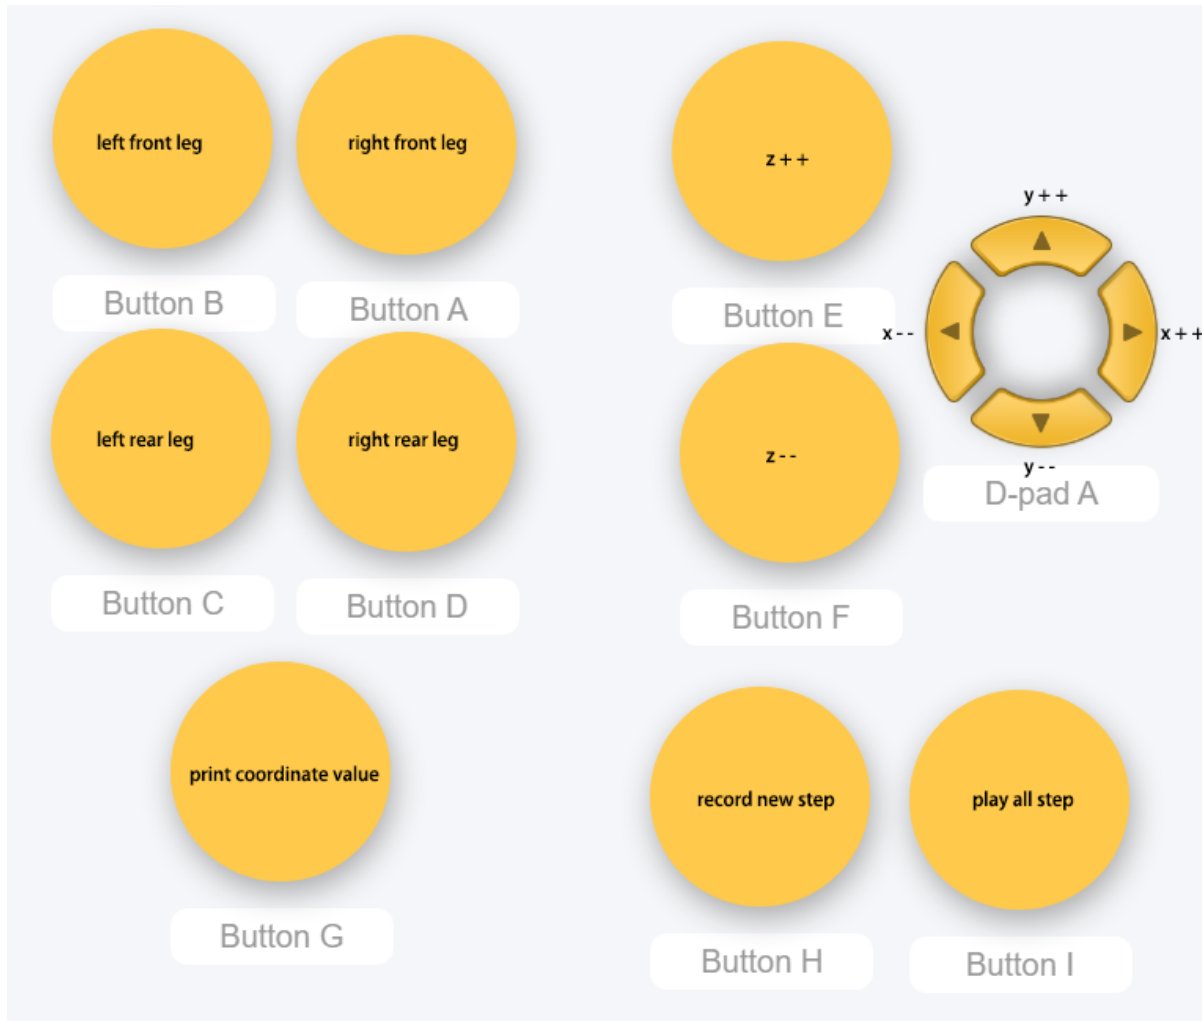 left front leg
right front leg
z++
y++
Button B
Button A
Button E
x--
x++
left rear leg
right rear leg
z--
y--
D-pad A
Button C
Button D
Button F
print coordinate value
record new step
play all step
Button G
Button H
Button I